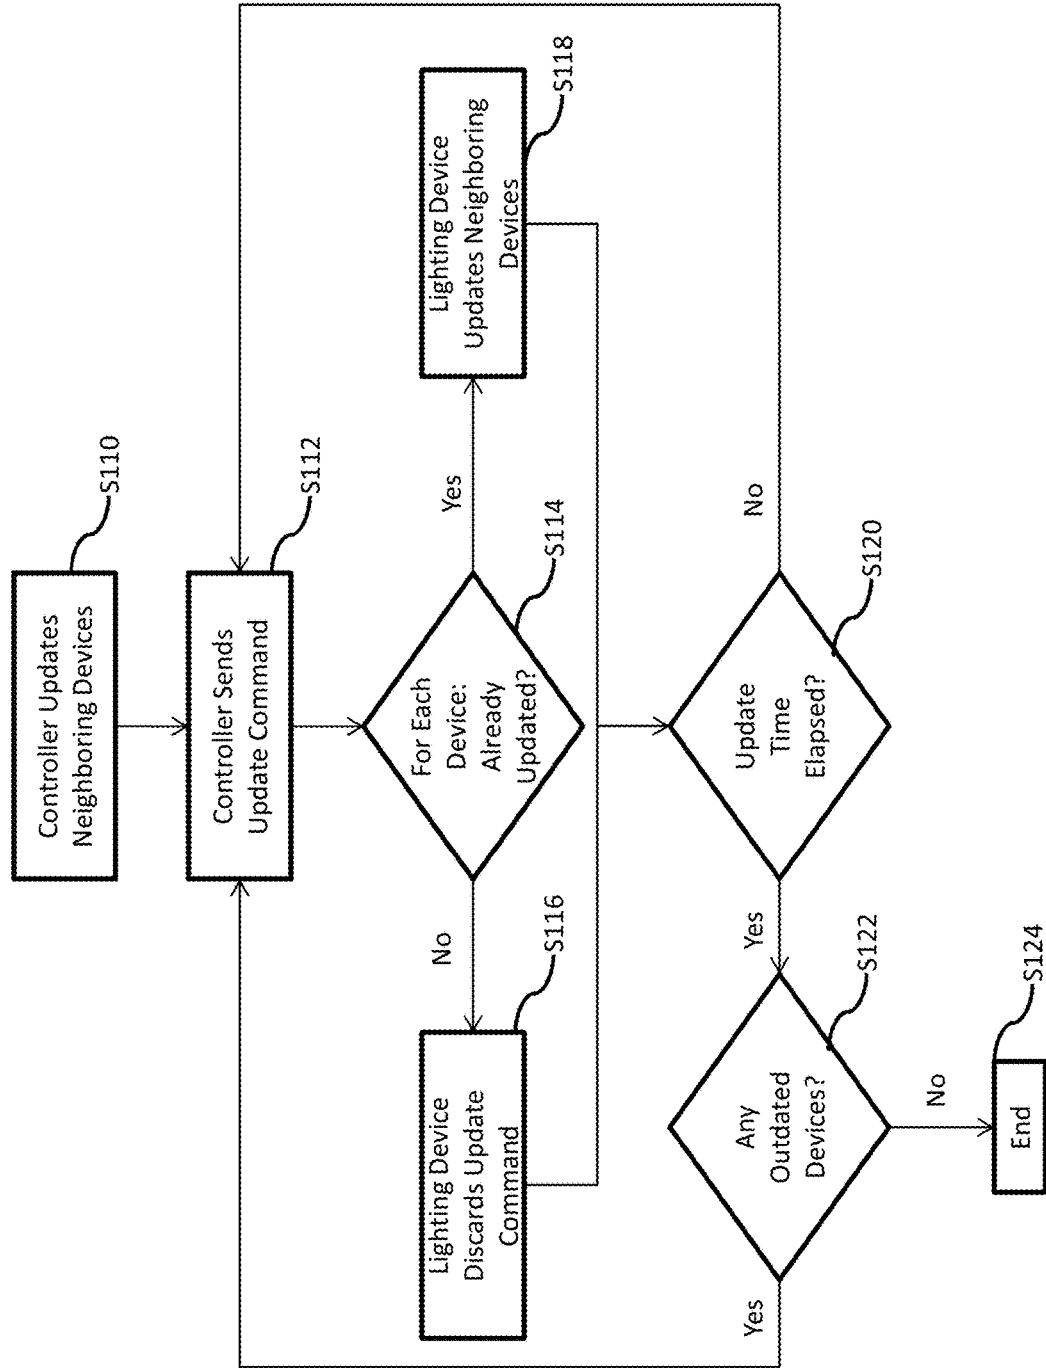 Controller Updates
Neighboring Devices
S110
Controller Sends
Update Command
S112
For Each
Device:
Already
Updated?
S114
No
Yes
Lighting Device
Discards Update
Command
S116
Lighting Device
Updates Neighboring
Devices
S118
Update
Time
Elapsed?
S120
No
Yes
Any
Outdated
Devices?
S122
Yes
No
End
S124